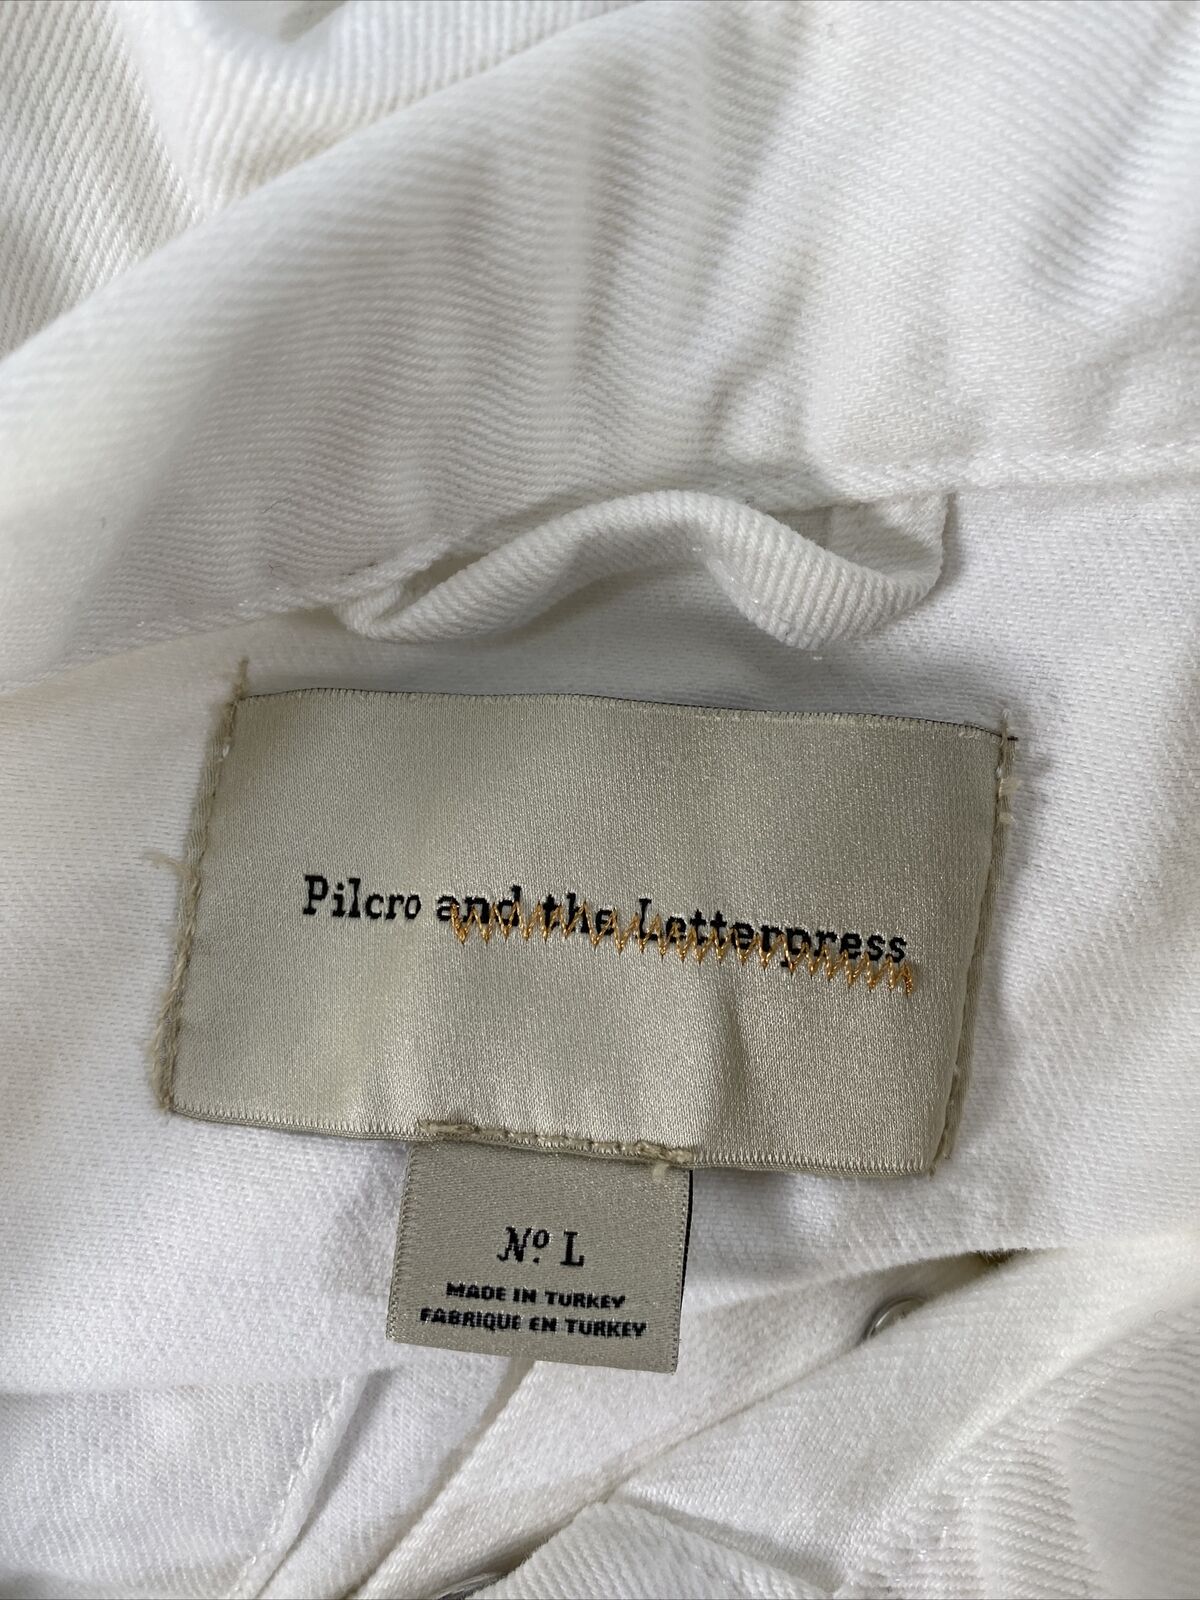 Pilcro and the Letterpress
Nº L
MADE IN TURKEY
FABRIQUE EN TURKEY